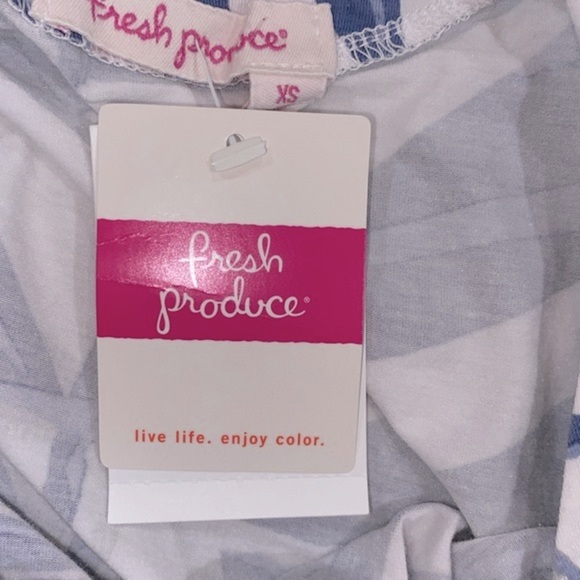 fresh produce®
XS
fresh
produce®
live life. enjoy color.